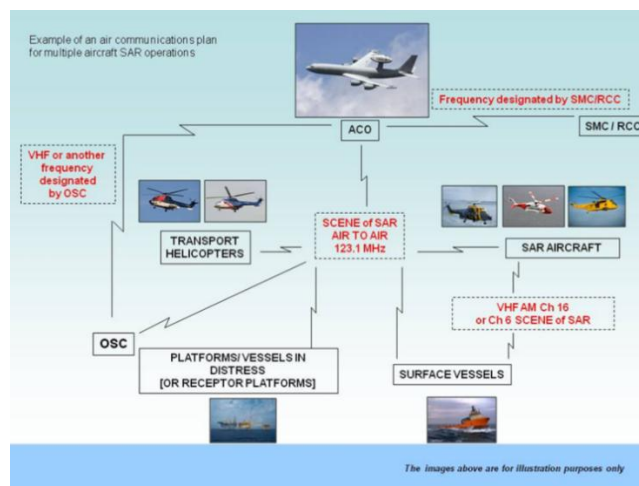 Example of an air communications plan
for multiple aircraft SAR operations
Frequency designated by SMC/RCC
ACO
SMC / RCC
VHF or another
frequency
designated
by OSC
SCENE of SAR
AIR TO AIR
123.1 MHz
TRANSPORT
HELICOPTERS
SAR AIRCRAFT
VHF AM Ch 16
or Ch 6 SCENE of SAR
OSC
PLATFORMS/ VESSELS IN
DISTRESS
[OR RECEPTOR PLATFORMS]
SURFACE VESSELS
The images above are for illustration purposes only